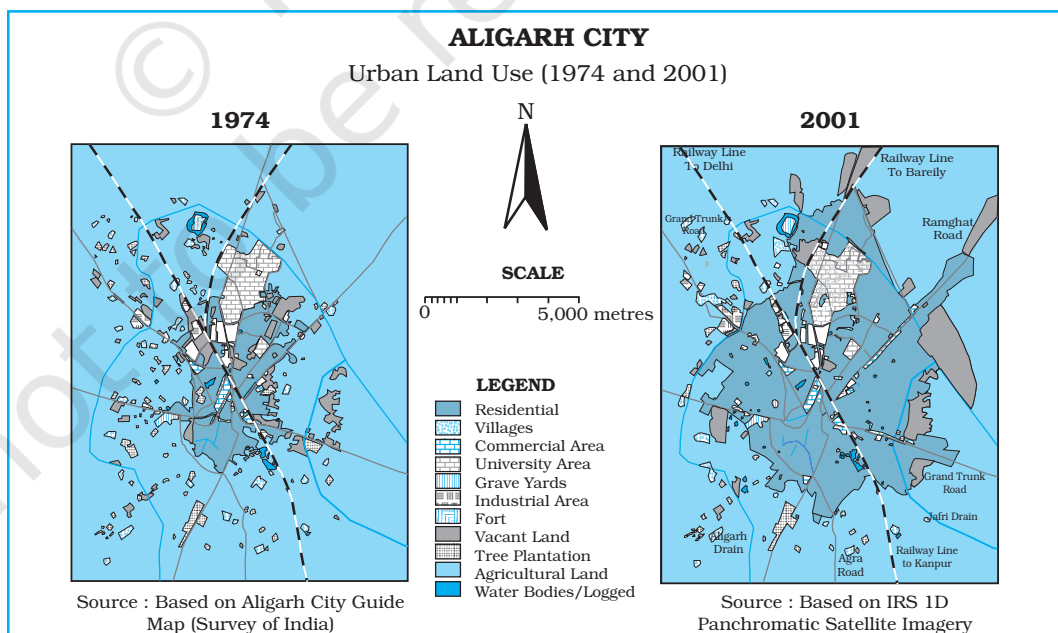 ALIGARH CITY
Urban Land Use (1974 and 2001)
1974
N
2001
SCALE
0 5,000 metres
LEGEND
Residential
Villages
Commercial Area
University Area
Grave Yards
Industrial Area
Fort
Vacant Land
Tree Plantation
Agricultural Land
Water Bodies/Logged
Railway Line
To Delhi
Railway Line
To Bareily
Grand Trunk
Road
Ramghat
Road
Grand Trunk
Road
Jafri Drain
Aligarh
Drain
Agra
Road
Railway Line
to Kanpur
Source : Based on Aligarh City Guide
Map (Survey of India)
Source : Based on IRS 1D
Panchromatic Satellite Imagery
©
not to be re